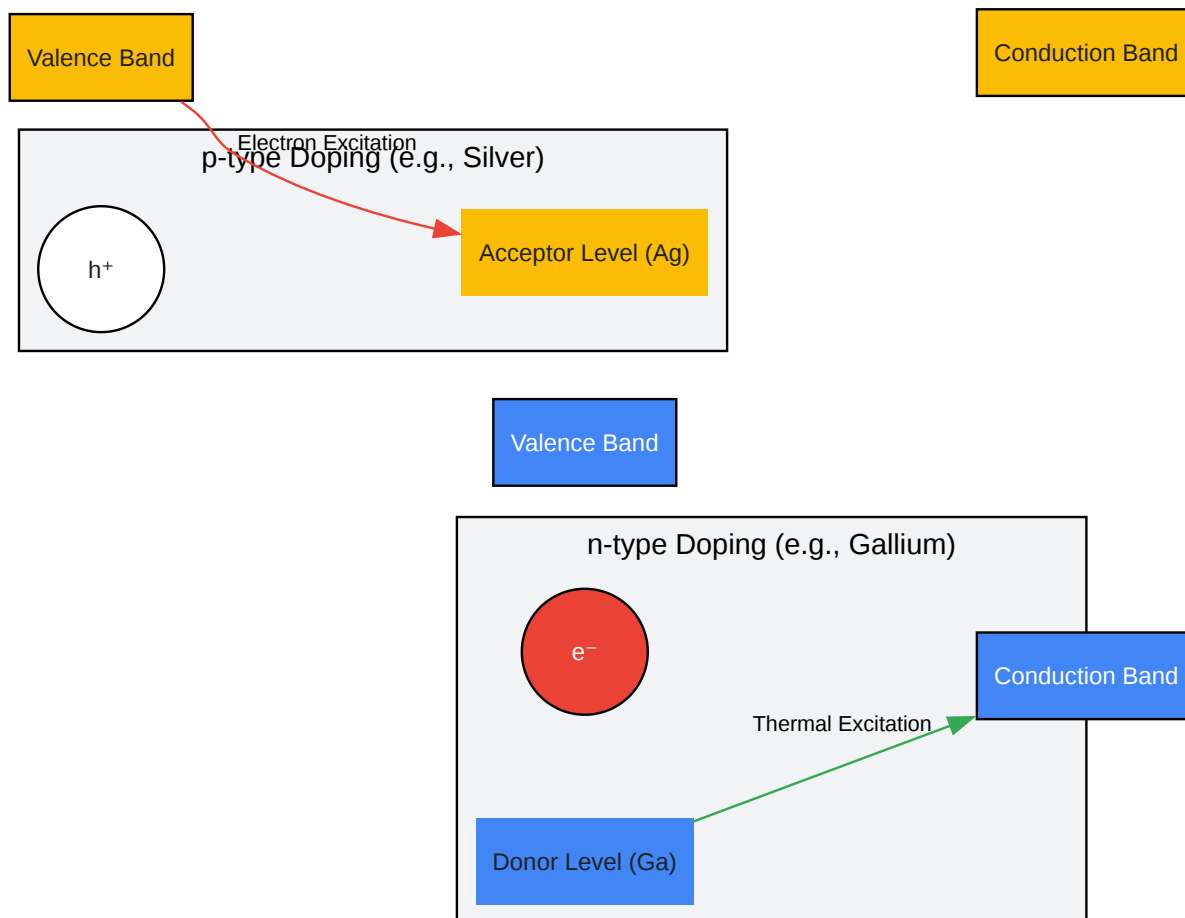 Valence Band
Conduction Band
Electron Excitation
p-type Doping (e.g., Silver)
Acceptor Level (Ag)
h⁺
Valence Band
n-type Doping (e.g., Gallium)
e⁻
Conduction Band
Thermal Excitation
Donor Level (Ga)